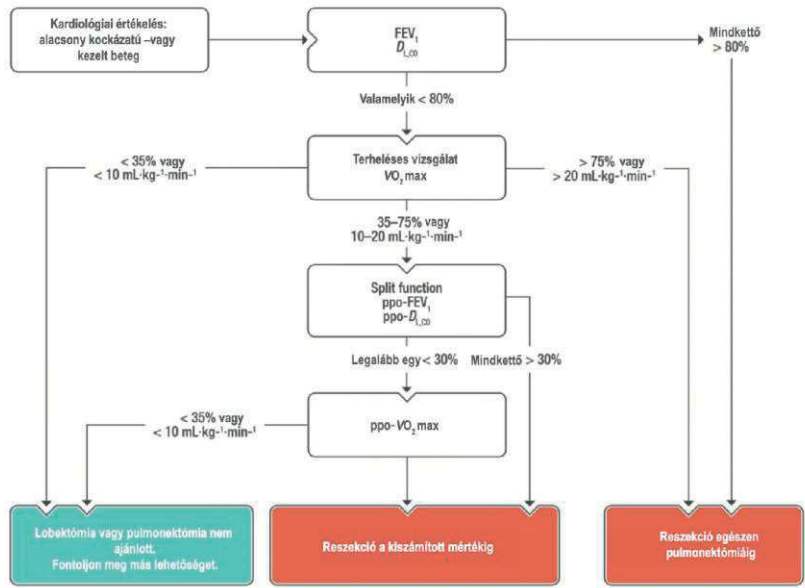 Kardiológiai értékelés:
alacsony kockázatú –vagy
kezelt beteg
FEV₁
D_L,CO
Mindkettő
> 80%
Valamelyik < 80%
Terheléses vizsgálat
VO₂ max
< 35% vagy
< 10 mL·kg-¹·min-¹
> 75% vagy
> 20 mL·kg-¹·min-¹
35–75% vagy
10–20 mL·kg-¹·min-¹
Split function
ppo-FEV₁
ppo-D_L,CO
Legalább egy < 30%
Mindkettő > 30%
< 35% vagy
< 10 mL·kg-¹·min-¹
ppo-VO₂ max
Lobektómia vagy pulmonektómia nem
ajánlott.
Fontoljon meg más lehetőséget.
Reszekció a kiszámított mértékig
Reszekció egészen
pulmonektómiáig